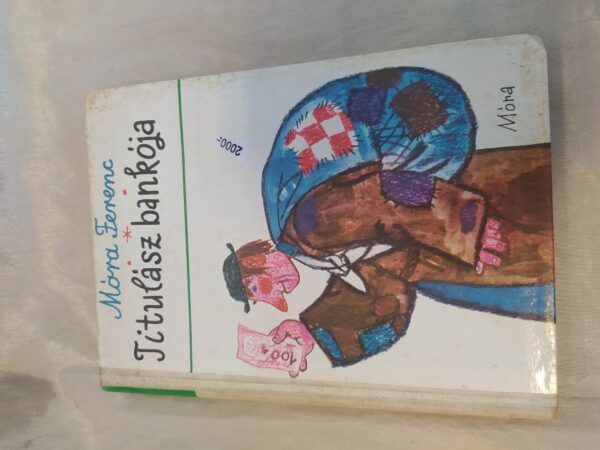 Móra Ferenc
*
Titulász bankója
2000.-
100 k
Móra